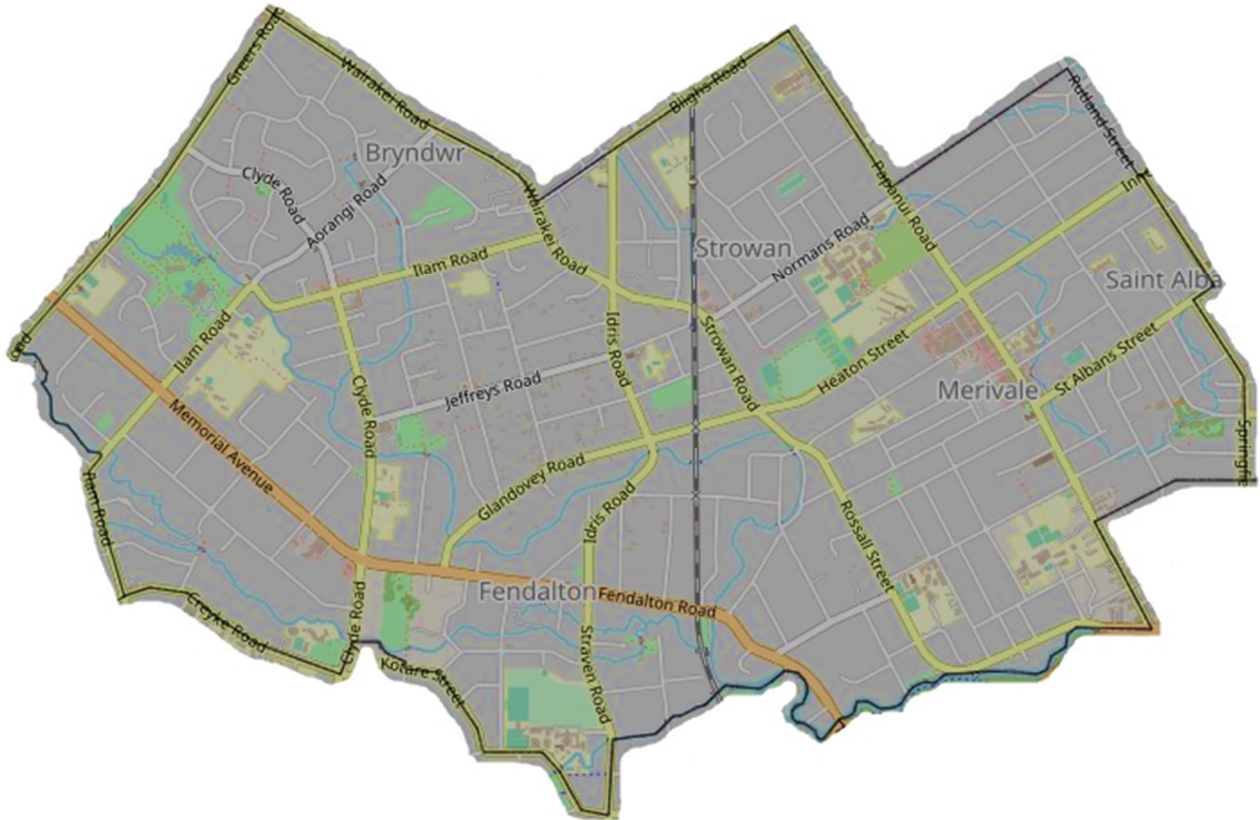 Greers Road
Wairakei Road
Blighs Road
Rutland Street
Bryndwr
Clyde Road
Aorangi Road
Papanui Road
Wairakei Road
Inn
Ilam Road
Strowan
Normans Road
Saint Alba
Ilam Road
Idris Road
Strowan Road
Heaton Street
St Albans Street
Jeffreys Road
Merivale
Clyde Road
Memorial Avenue
Glandovey Road
Springfi
Ilam Road
Idris Road
Rossall Street
Fendalton
Fendalton Road
Creyke Road
Clyde Road
Kotare Street
Straven Road